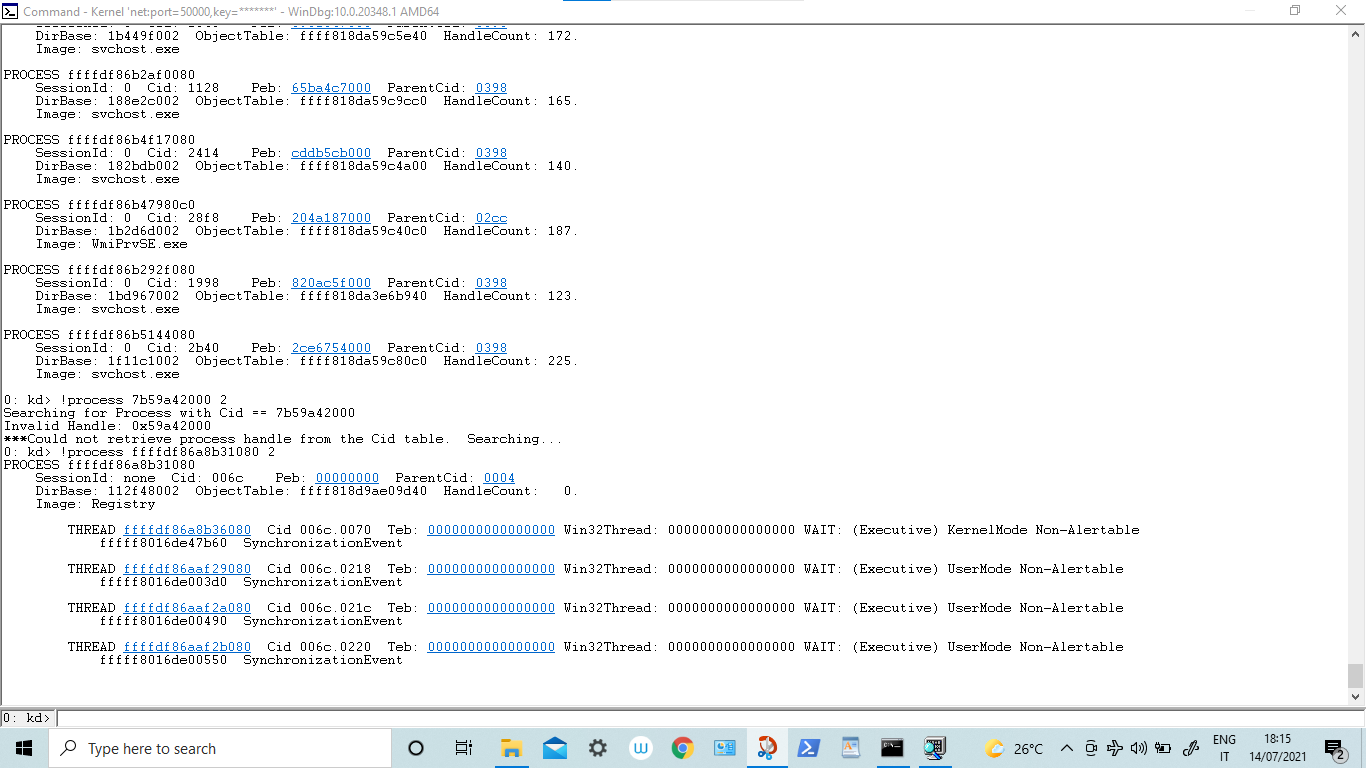 Command - Kernel 'net:port=50000,key=*******' - WinDbg:10.0.20348.1 AMD64
DirBase: 1b449f002 ObjectTable: ffff818da59c5e40 HandleCount: 172.
Image: svchost.exe
PROCESS ffffdf86b2af0080
SessionId: 0 Cid: 1128 Peb: 65ba4c7000 ParentCid: 0398
DirBase: 188e2c002 ObjectTable: ffff818da59c9cc0 HandleCount: 165.
Image: svchost.exe
PROCESS ffffdf86b4f17080
SessionId: 0 Cid: 2414 Peb: cddb5cb000 ParentCid: 0398
DirBase: 182bdb002 ObjectTable: ffff818da59c4a00 HandleCount: 140.
Image: svchost.exe
PROCESS ffffdf86b47980c0
SessionId: 0 Cid: 28f8 Peb: 204a187000 ParentCid: 02cc
DirBase: 1b2d6d002 ObjectTable: ffff818da59c40c0 HandleCount: 187.
Image: WmiPrvSE.exe
PROCESS ffffdf86b292f080
SessionId: 0 Cid: 1998 Peb: 820ac5f000 ParentCid: 0398
DirBase: 1bd967002 ObjectTable: ffff818da3e6b940 HandleCount: 123.
Image: svchost.exe
PROCESS ffffdf86b5144080
SessionId: 0 Cid: 2b40 Peb: 2ce6754000 ParentCid: 0398
DirBase: 1f11c1002 ObjectTable: ffff818da59c80c0 HandleCount: 225.
Image: svchost.exe
0: kd> !process 7b59a42000 2
Searching for Process with Cid == 7b59a42000
Invalid Handle: 0x59a42000
***Could not retrieve process handle from the Cid table. Searching...
0: kd> !process ffffdf86a8b31080 2
PROCESS ffffdf86a8b31080
SessionId: none Cid: 006c Peb: 00000000 ParentCid: 0004
DirBase: 112f48002 ObjectTable: ffff818d9ae09d40 HandleCount: 0.
Image: Registry
THREAD ffffdf86a8b36080 Cid 006c.0070 Teb: 0000000000000000 Win32Thread: 0000000000000000 WAIT: (Executive) KernelMode Non-Alertable
fffff8016de47b60 SynchronizationEvent
THREAD ffffdf86aaf29080 Cid 006c.0218 Teb: 0000000000000000 Win32Thread: 0000000000000000 WAIT: (Executive) UserMode Non-Alertable
fffff8016de003d0 SynchronizationEvent
THREAD ffffdf86aaf2a080 Cid 006c.021c Teb: 0000000000000000 Win32Thread: 0000000000000000 WAIT: (Executive) UserMode Non-Alertable
fffff8016de00490 SynchronizationEvent
THREAD ffffdf86aaf2b080 Cid 006c.0220 Teb: 0000000000000000 Win32Thread: 0000000000000000 WAIT: (Executive) UserMode Non-Alertable
fffff8016de00550 SynchronizationEvent
0: kd>
Type here to search
26°C
ENG
IT
18:15
14/07/2021
2